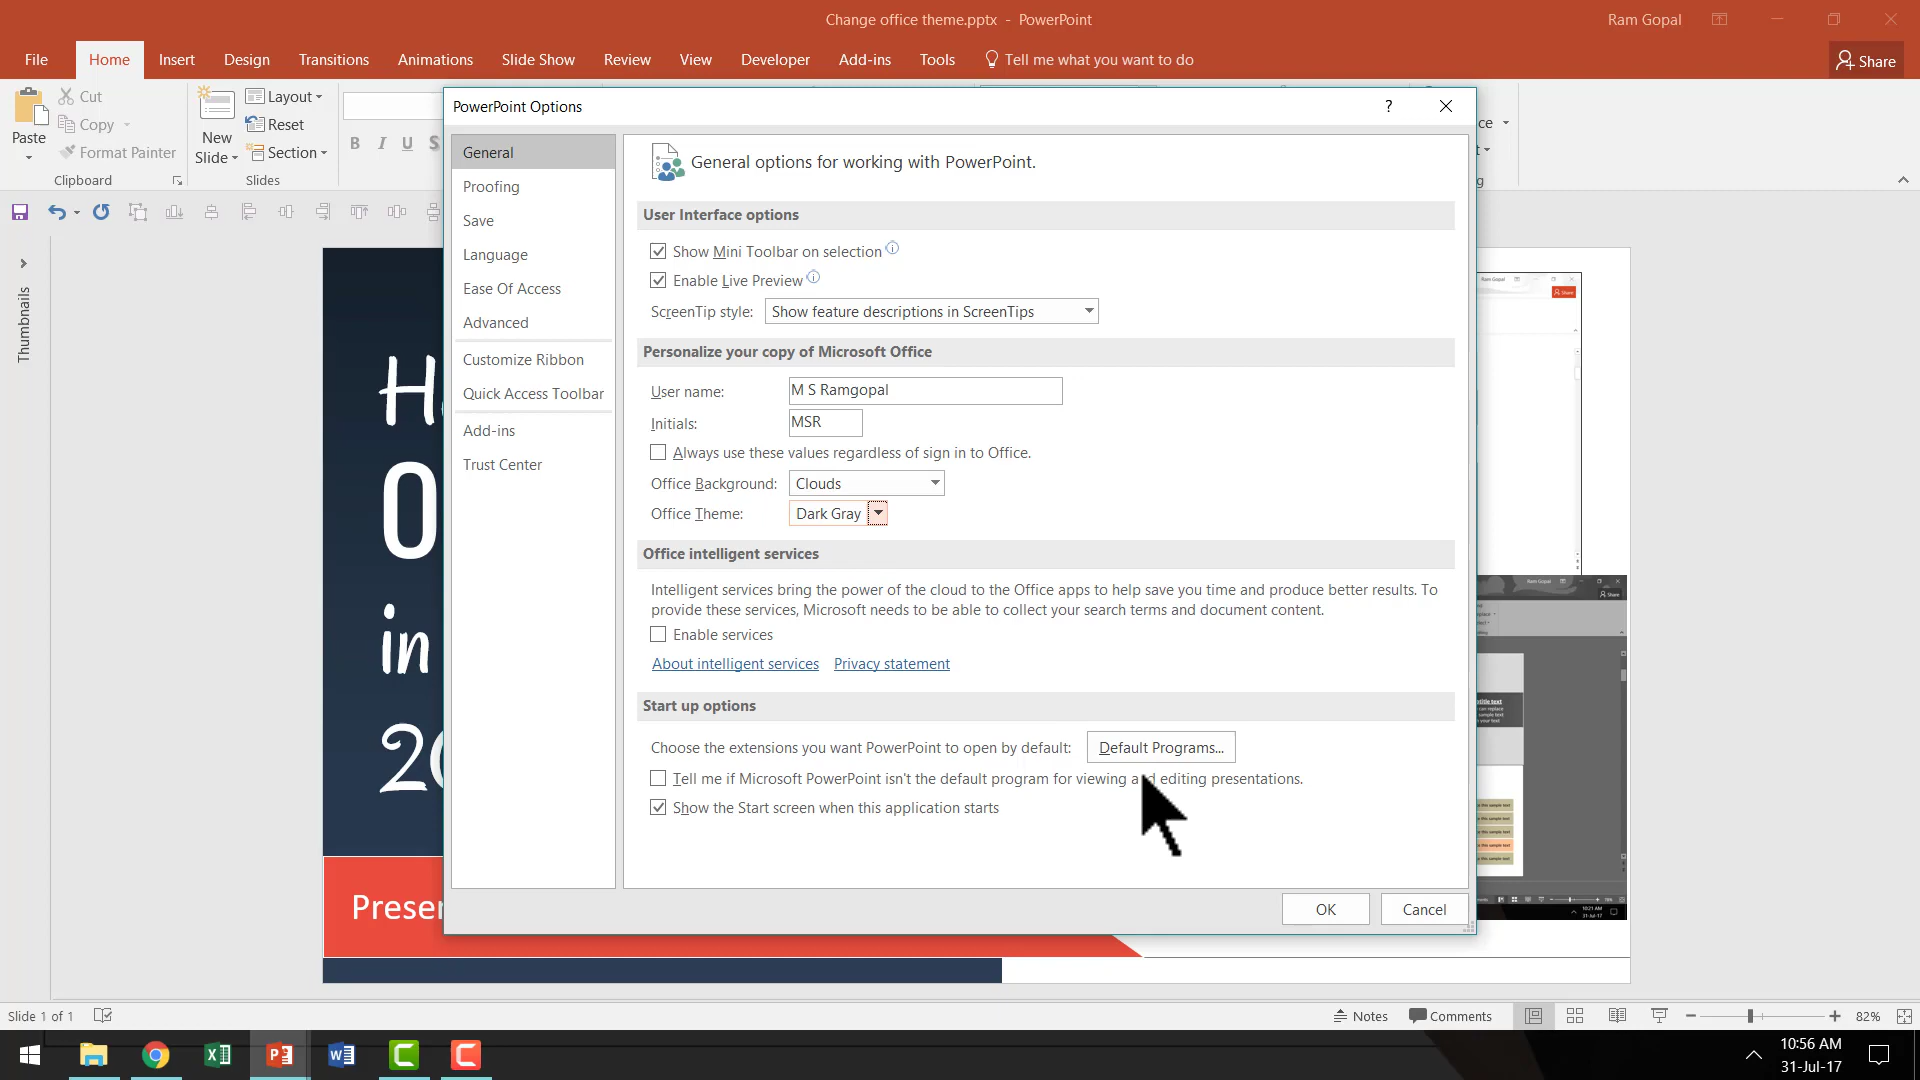 Change office theme.pptx - PowerPoint
Ram Gopal
File Home Insert Design Transitions Animations Slide Show Review View Developer Add-ins Tools Tell me what you want to do
Share
Paste
Cut
Copy
Format Painter
Clipboard
New
Slide
Layout
Reset
Section
Slides
B I U S
PowerPoint Options
?
General
Proofing
Save
Language
Ease Of Access
Advanced
Customize Ribbon
Quick Access Toolbar
Add-ins
Trust Center
General options for working with PowerPoint.
User Interface options
Show Mini Toolbar on selection
Enable Live Preview
ScreenTip style: Show feature descriptions in ScreenTips
Personalize your copy of Microsoft Office
User name: M S Ramgopal
Initials: MSR
Always use these values regardless of sign in to Office.
Office Background: Clouds
Office Theme: Dark Gray
Office intelligent services
Intelligent services bring the power of the cloud to the Office apps to help save you time and produce better results. To
provide these services, Microsoft needs to be able to collect your search terms and document content.
Enable services
About intelligent services Privacy statement
Start up options
Choose the extensions you want PowerPoint to open by default: Default Programs...
Tell me if Microsoft PowerPoint isn't the default program for viewing and editing presentations.
Show the Start screen when this application starts
OK Cancel
Thumbnails
H
O
in
20
Presen
Ram Gopal
Share
Ram Gopal
Share
Slide 1 of 1
Notes Comments 82%
10:56 AM
31-Jul-17